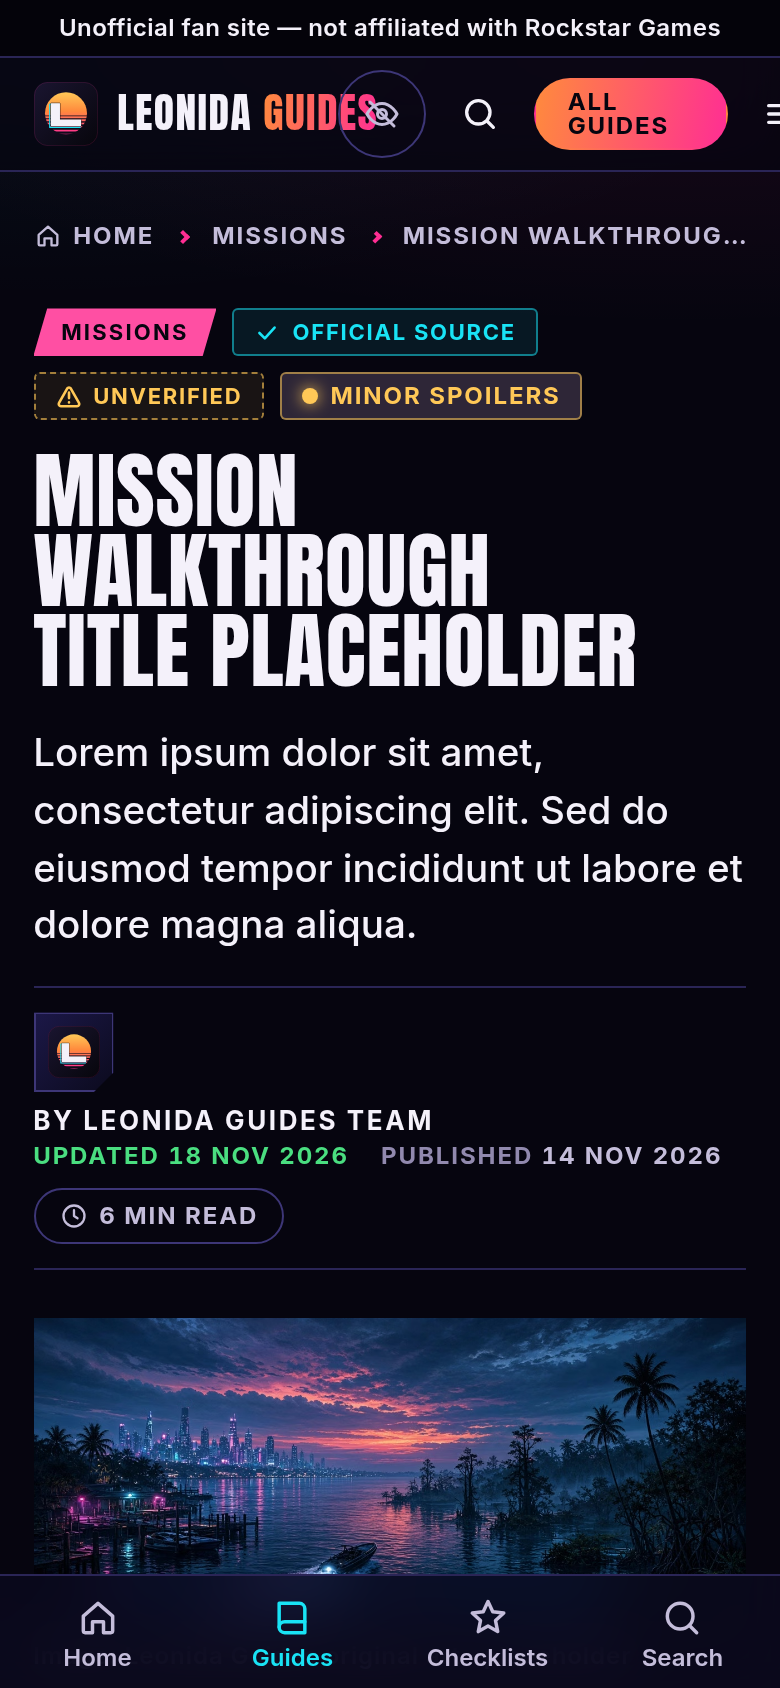 Unofficial fan site — not affiliated with Rockstar Games
LEONIDA GUIDES
ALL
GUIDES
HOME > MISSIONS > MISSION WALKTHROUG...
MISSIONS
OFFICIAL SOURCE
UNVERIFIED
MINOR SPOILERS
MISSION
WALKTHROUGH
TITLE PLACEHOLDER
Lorem ipsum dolor sit amet,
consectetur adipiscing elit. Sed do
eiusmod tempor incididunt ut labore et
dolore magna aliqua.
BY LEONIDA GUIDES TEAM
UPDATED 18 NOV 2026 PUBLISHED 14 NOV 2026
6 MIN READ
Home
Guides
Checklists
Search